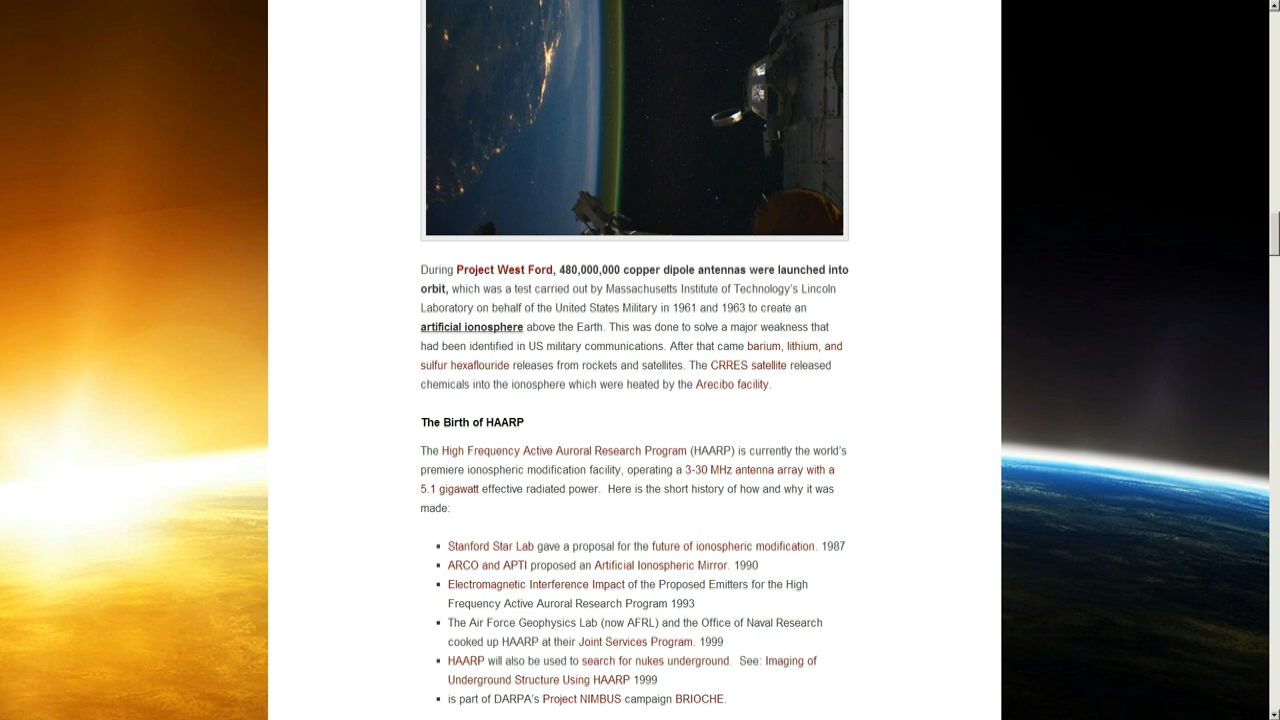 During Project West Ford, 480,000,000 copper dipole antennas were launched into
orbit, which was a test carried out by Massachusetts Institute of Technology's Lincoln
Laboratory on behalf of the United States Military in 1961 and 1963 to create an
artificial ionosphere above the Earth. This was done to solve a major weakness that
had been identified in US military communications. After that came barium, lithium, and
sulfur hexaflouride releases from rockets and satellites. The CRRES satellite released
chemicals into the ionosphere which were heated by the Arecibo facility.
The Birth of HAARP
The High Frequency Active Auroral Research Program (HAARP) is currently the world's
premiere ionospheric modification facility, operating a 3-30 MHz antenna array with a
5.1 gigawatt effective radiated power. Here is the short history of how and why it was
made:
▪ Stanford Star Lab gave a proposal for the future of ionospheric modification. 1987
▪ ARCO and APTI proposed an Artificial Ionospheric Mirror. 1990
▪ Electromagnetic Interference Impact of the Proposed Emitters for the High
Frequency Active Auroral Research Program 1993
▪ The Air Force Geophysics Lab (now AFRL) and the Office of Naval Research
cooked up HAARP at their Joint Services Program. 1999
▪ HAARP will also be used to search for nukes underground. See: Imaging of
Underground Structure Using HAARP 1999
▪ is part of DARPA's Project NIMBUS campaign BRIOCHE.